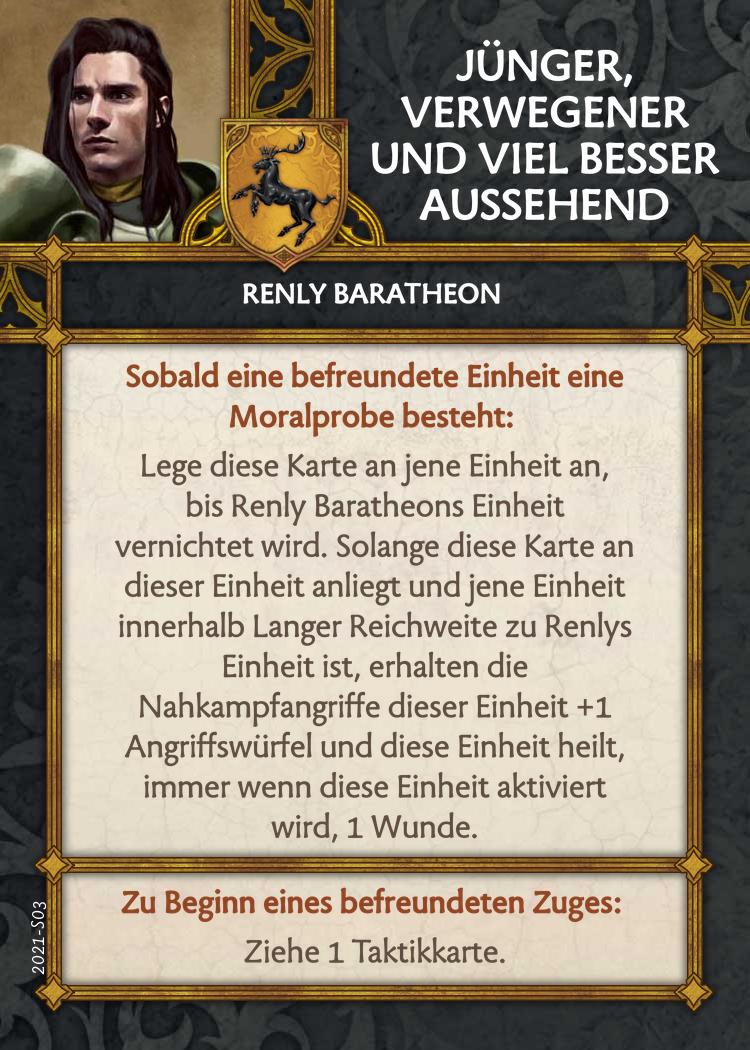 JÜNGER,
VERWEGENER
UND VIEL BESSER
AUSSEHEND
RENLY BARATHEON
Sobald eine befreundete Einheit eine
Moralprobe besteht:
Lege diese Karte an jene Einheit an,
bis Renly Baratheons Einheit
vernichtet wird. Solange diese Karte an
dieser Einheit anliegt und jene Einheit
innerhalb Langer Reichweite zu Renlys
Einheit ist, erhalten die
Nahkampfangriffe dieser Einheit +1
Angriffswürfel und diese Einheit heilt,
immer wenn diese Einheit aktiviert
wird, 1 Wunde.
Zu Beginn eines befreundeten Zuges:
Ziehe 1 Taktikkarte.
2021-S03